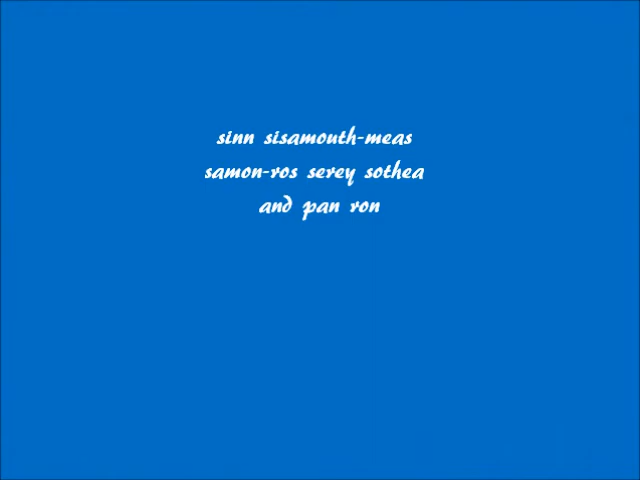 sinn sisamouth-meas
samon-ros serey sothea
and pan ron